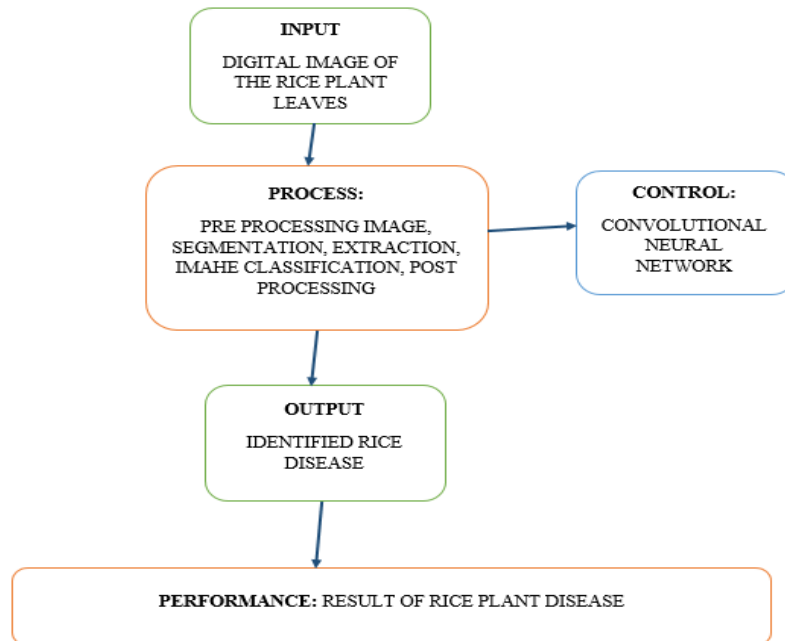 INPUT
DIGITAL IMAGE OF
THE RICE PLANT
LEAVES
PROCESS:
PRE PROCESSING IMAGE,
SEGMENTATION, EXTRACTION,
IMAHE CLASSIFICATION, POST
PROCESSING
CONTROL:
CONVOLUTIONAL
NEURAL
NETWORK
OUTPUT
IDENTIFIED RICE
DISEASE
PERFORMANCE: RESULT OF RICE PLANT DISEASE